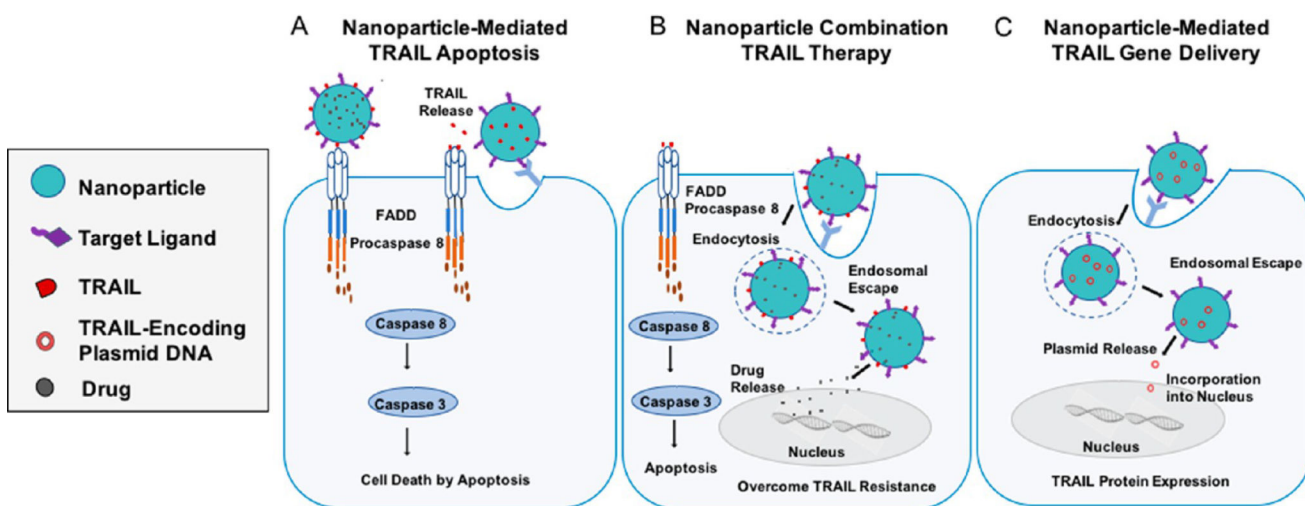 A
Nanoparticle-Mediated
TRAIL Apoptosis
B
Nanoparticle Combination
TRAIL Therapy
C
Nanoparticle-Mediated
TRAIL Gene Delivery
Nanoparticle
Target Ligand
TRAIL
TRAIL-Encoding
Plasmid DNA
Drug
TRAIL
Release
FADD
Procaspase 8
Caspase 8
Caspase 3
Cell Death by Apoptosis
FADD
Procaspase 8
Endocytosis
Endosomal
Escape
Caspase 8
Drug
Release
Caspase 3
Nucleus
Apoptosis
Overcome TRAIL Resistance
Endocytosis
Endosomal Escape
Plasmid Release
Incorporation
into Nucleus
Nucleus
TRAIL Protein Expression